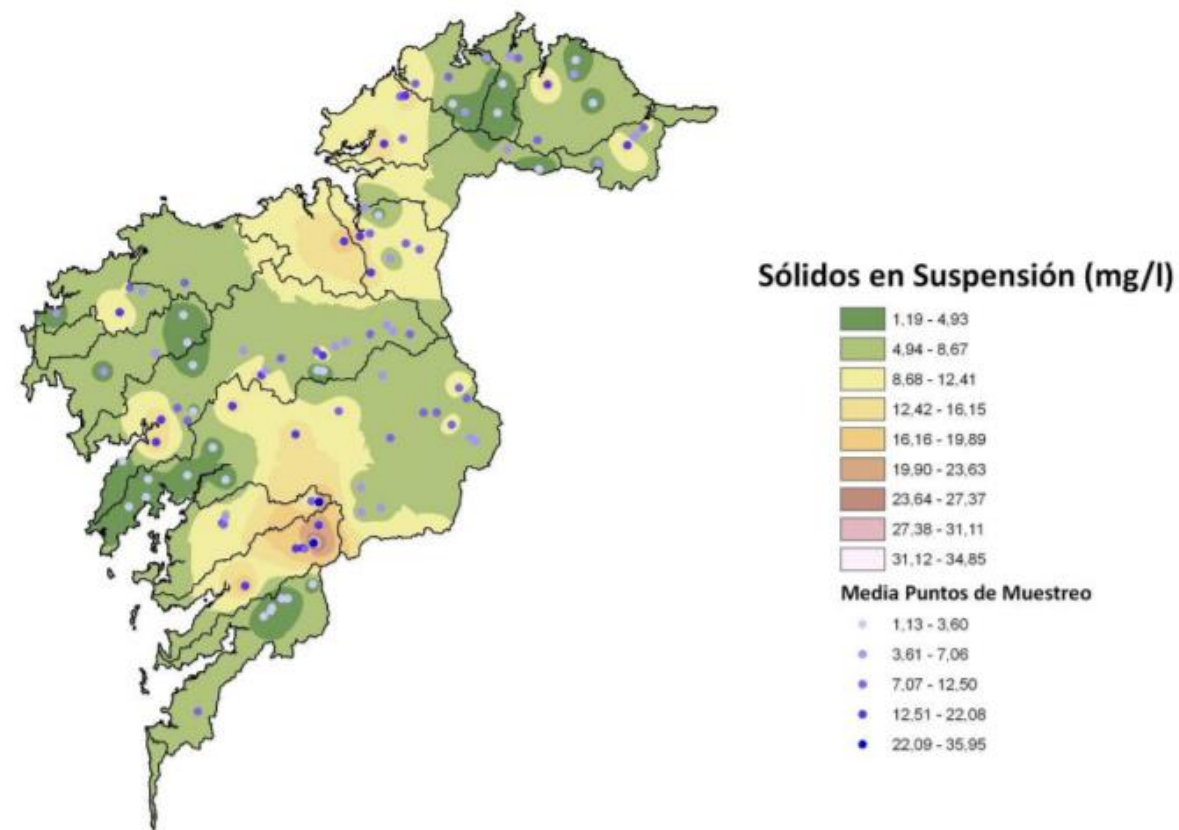 Sólidos en Suspensión (mg/l)
1,19 - 4,93
4,94 - 8,67
8,68 - 12,41
12,42 - 16,15
16,16 - 19,89
19,90 - 23,63
23,64 - 27,37
27,38 - 31,11
31,12 - 34,85
Media Puntos de Muestreo
1,13 - 3,60
3,61 - 7,06
7,07 - 12,50
12,51 - 22,08
22,09 - 35,95